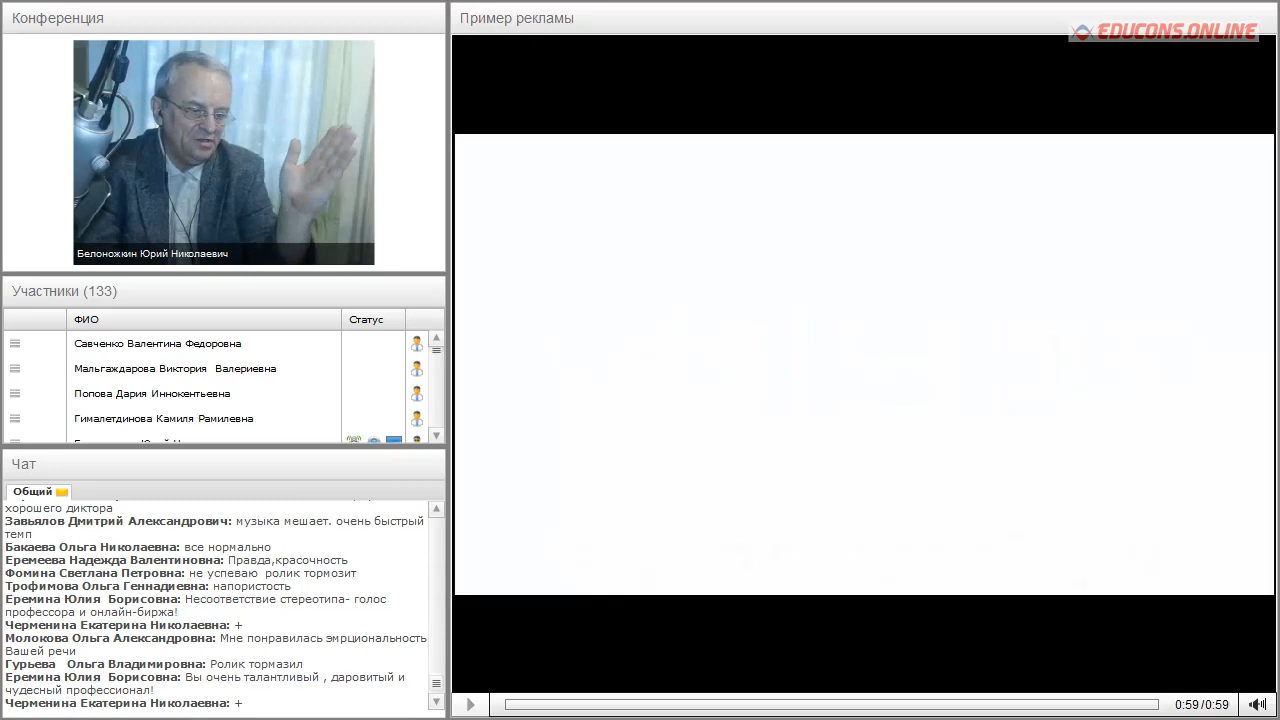 Конференция
Белоножкин Юрий Николаевич
Участники (133)
ФИО
Статус
Савченко Валентина Федоровна
Мальгаждарова Виктория Валериевна
Попова Дария Иннокентьевна
Гималетдинова Камиля Рамилевна
Чат
Общий
хорошего диктора
Завьялов Дмитрий Александрович: музыка мешает. очень быстрый
темп
Бакаева Ольга Николаевна: все нормально
Еремеева Надежда Валентиновна: Правда,красочность
Фомина Светлана Петровна: не успеваю ролик тормозит
Трофимова Ольга Геннадиевна: напористость
Еремина Юлия Борисовна: Несоответствие стереотипа- голос
профессора и онлайн-биржа!
Черменина Екатерина Николаевна: +
Молокова Ольга Александровна: Мне понравилась эмрциональность
Вашей речи
Гурьева Ольга Владимировна: Ролик тормазил
Еремина Юлия Борисовна: Вы очень талантливый , даровитый и
чудесный профессионал!
Черменина Екатерина Николаевна: +
Пример рекламы
EDUCONS.ONLINE
0:59/0:59